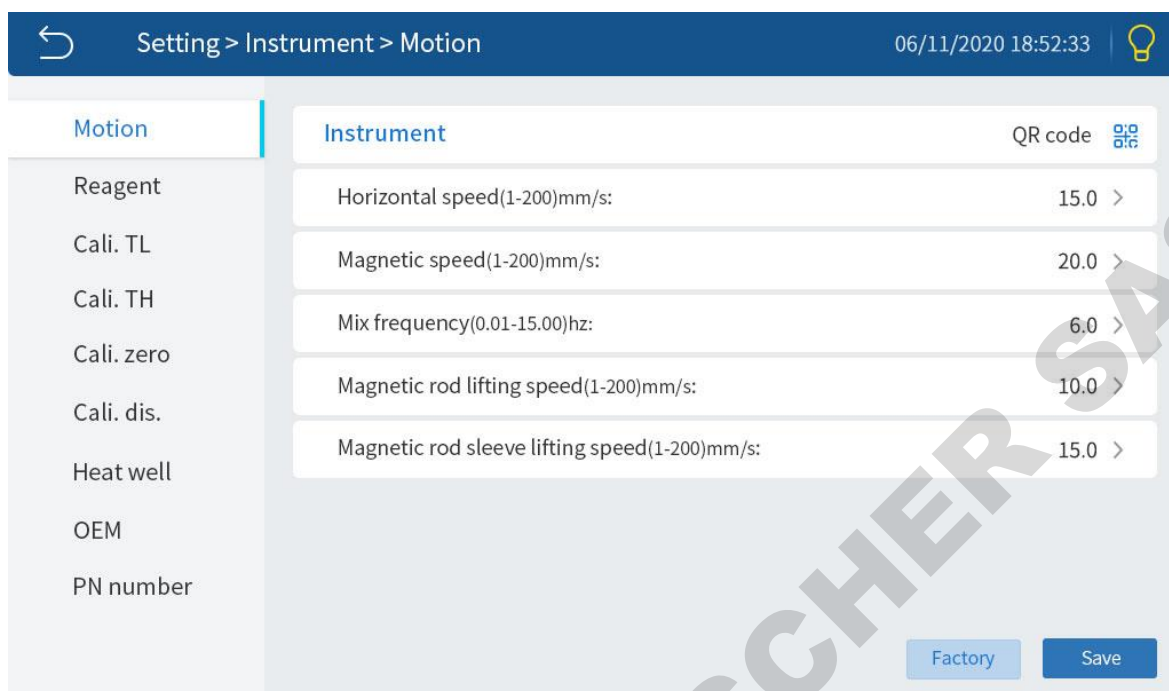 Setting > Instrument > Motion 06/11/2020 18:52:33
Motion
Reagent
Cali. TL
Cali. TH
Cali. zero
Cali. dis.
Heat well
OEM
PN number
Instrument QR code
Horizontal speed(1-200)mm/s: 15.0 >
Magnetic speed(1-200)mm/s: 20.0 >
Mix frequency(0.01-15.00)hz: 6.0 >
Magnetic rod lifting speed(1-200)mm/s: 10.0 >
Magnetic rod sleeve lifting speed(1-200)mm/s: 15.0 >
Factory Save
SCHER SA